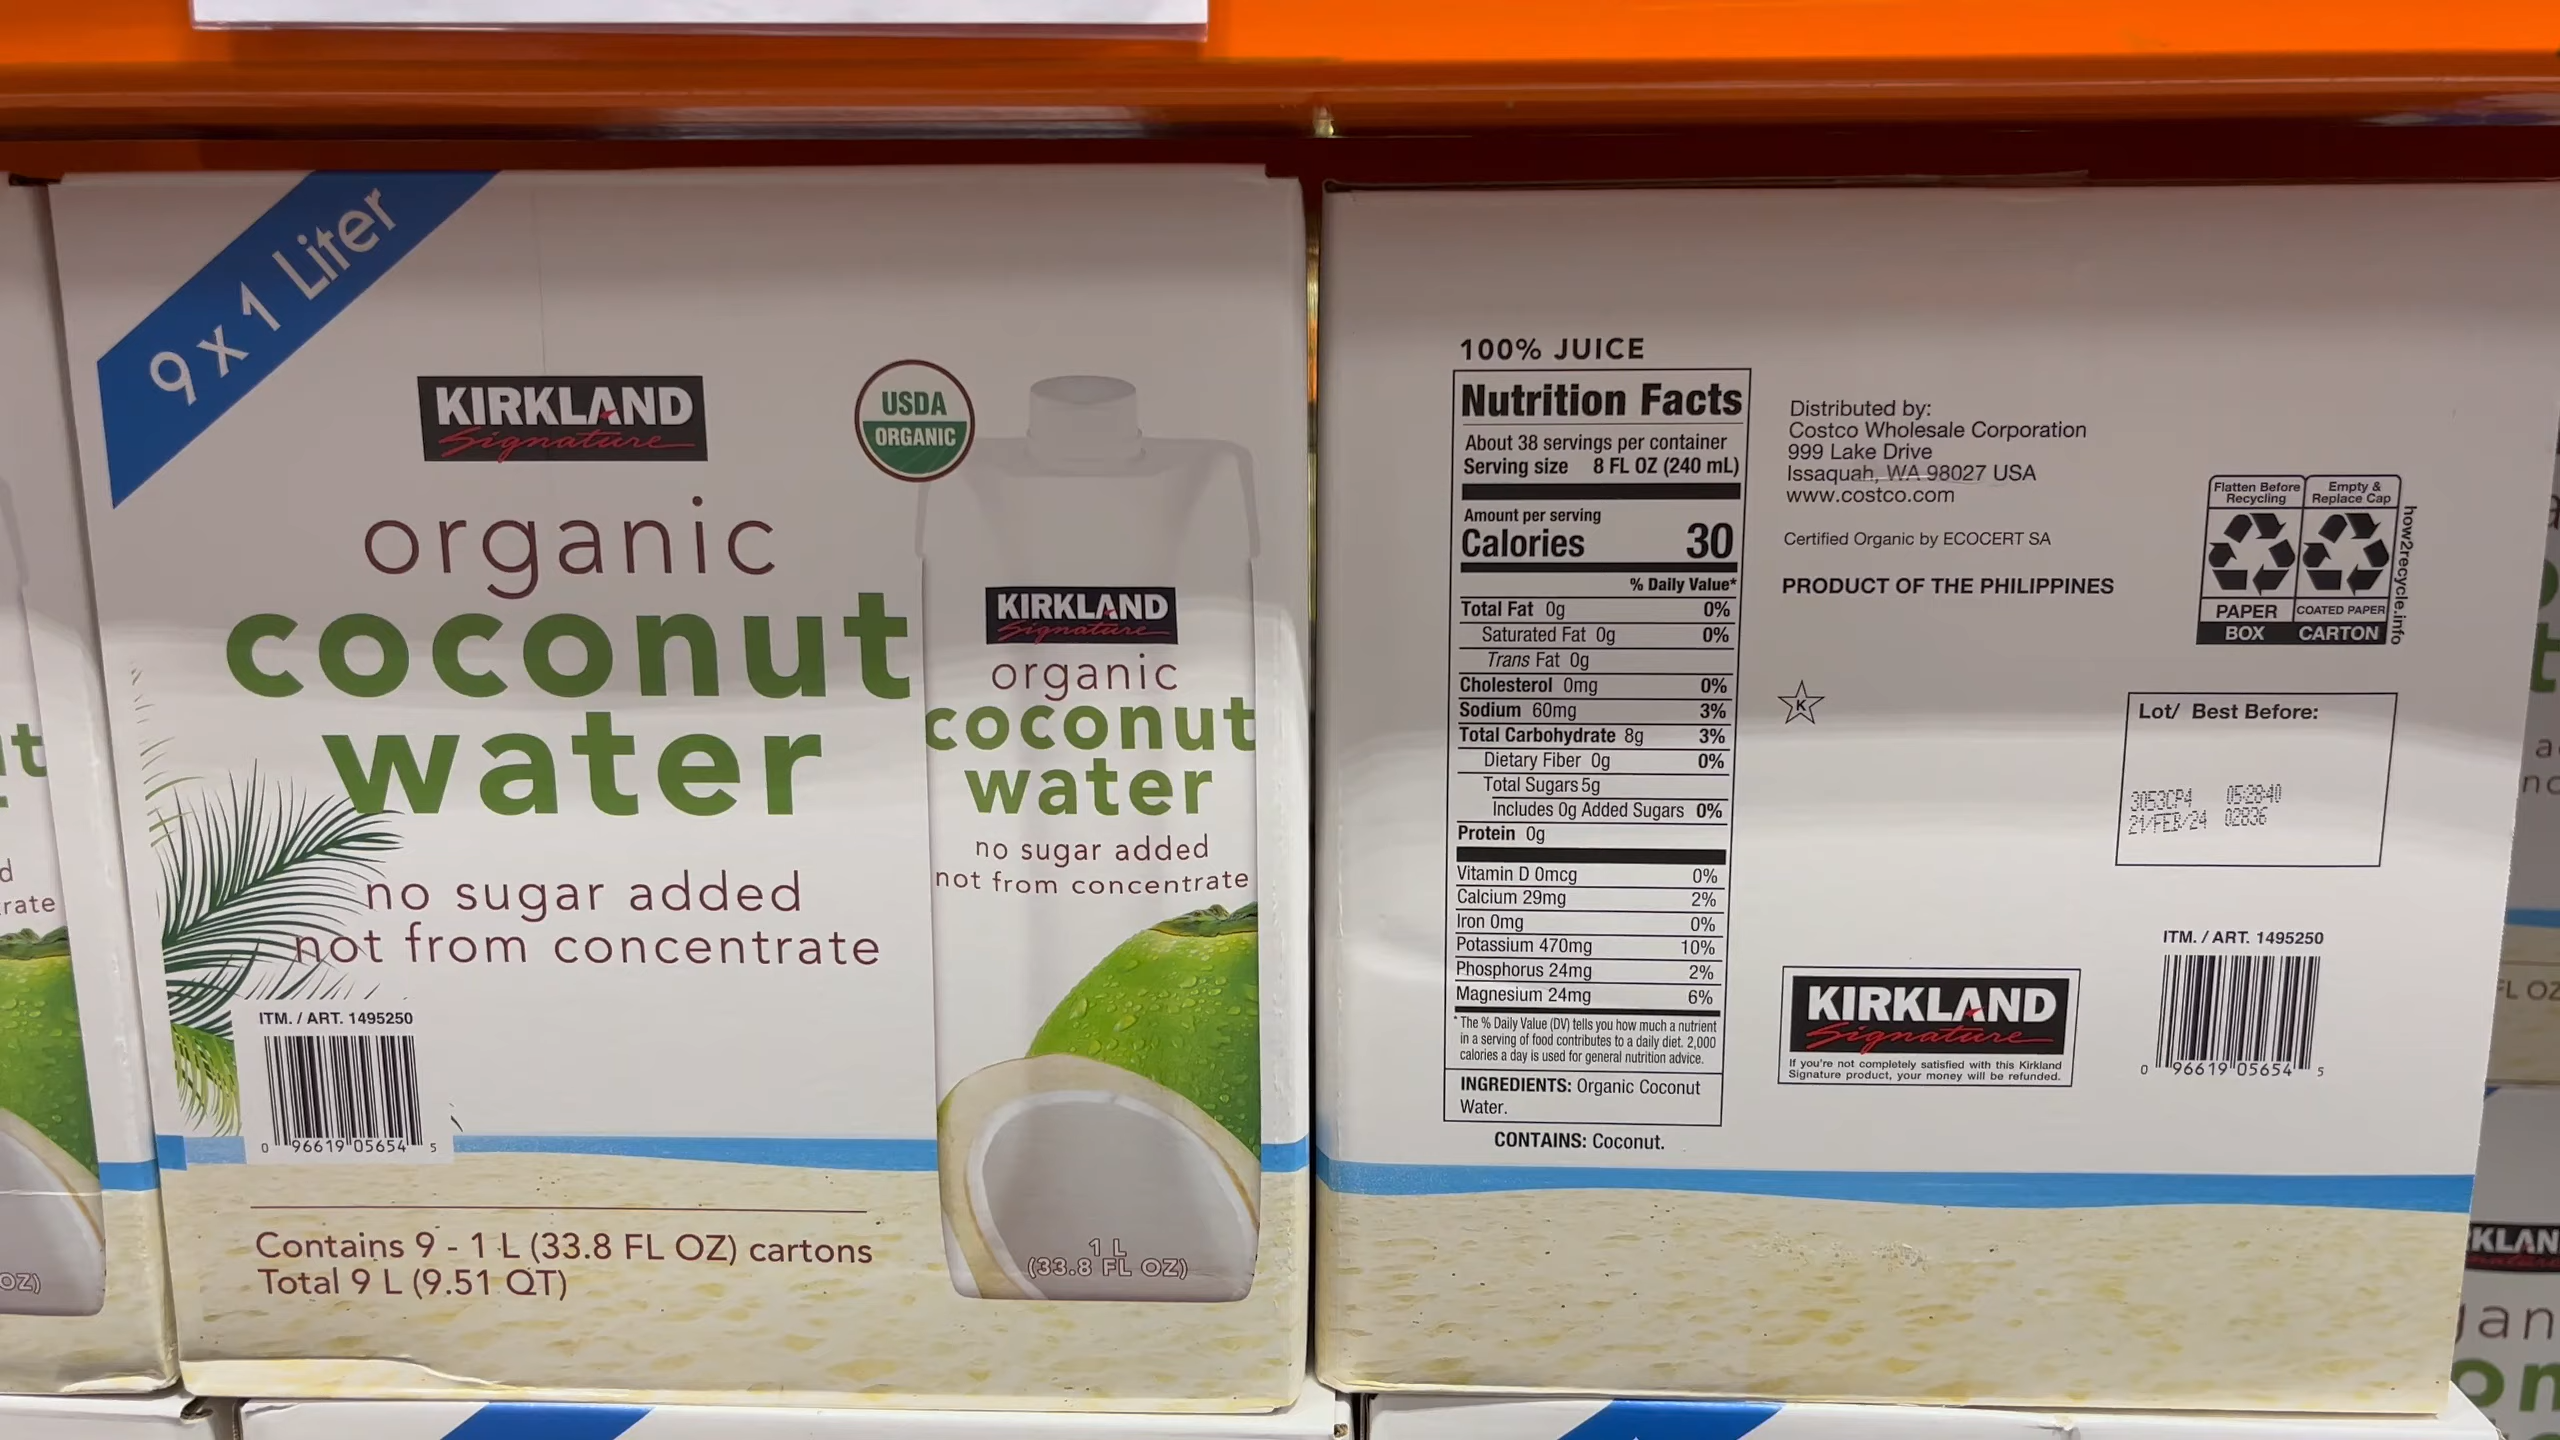 9 x 1 Liter
KIRKLAND
Signature
USDA
ORGANIC
organic
coconut
water
no sugar added
not from concentrate
ITM. / ART. 1495250
0 96619 05654 5
Contains 9 - 1 L (33.8 FL OZ) cartons
Total 9 L (9.51 QT)
KIRKLAND
Signature
organic
coconut
water
no sugar added
not from concentrate
1 L
(33.8 FL OZ)
100% JUICE
Nutrition Facts
About 38 servings per container
Serving size 8 FL OZ (240 mL)
Amount per serving
Calories 30
% Daily Value*
Total Fat 0g 0%
Saturated Fat 0g 0%
Trans Fat 0g
Cholesterol 0mg 0%
Sodium 60mg 3%
Total Carbohydrate 8g 3%
Dietary Fiber 0g 0%
Total Sugars 5g
Includes 0g Added Sugars 0%
Protein 0g
Vitamin D 0mcg 0%
Calcium 29mg 2%
Iron 0mg 0%
Potassium 470mg 10%
Phosphorus 24mg 2%
Magnesium 24mg 6%
* The % Daily Value (DV) tells you how much a nutrient
in a serving of food contributes to a daily diet. 2,000
calories a day is used for general nutrition advice.
INGREDIENTS: Organic Coconut
Water.
CONTAINS: Coconut.
Distributed by:
Costco Wholesale Corporation
999 Lake Drive
Issaquah, WA 98027 USA
www.costco.com
Certified Organic by ECOCERT SA
PRODUCT OF THE PHILIPPINES
K
KIRKLAND
Signature
If you're not completely satisfied with this Kirkland
Signature product, your money will be refunded.
Flatten Before
Recycling
Empty &
Replace Cap
PAPER
COATED PAPER
BOX
CARTON
how2recycle.info
Lot/ Best Before:
3053CP4 05:28:40
21/FEB/24 02836
ITM. / ART. 1495250
0 96619 05654 5